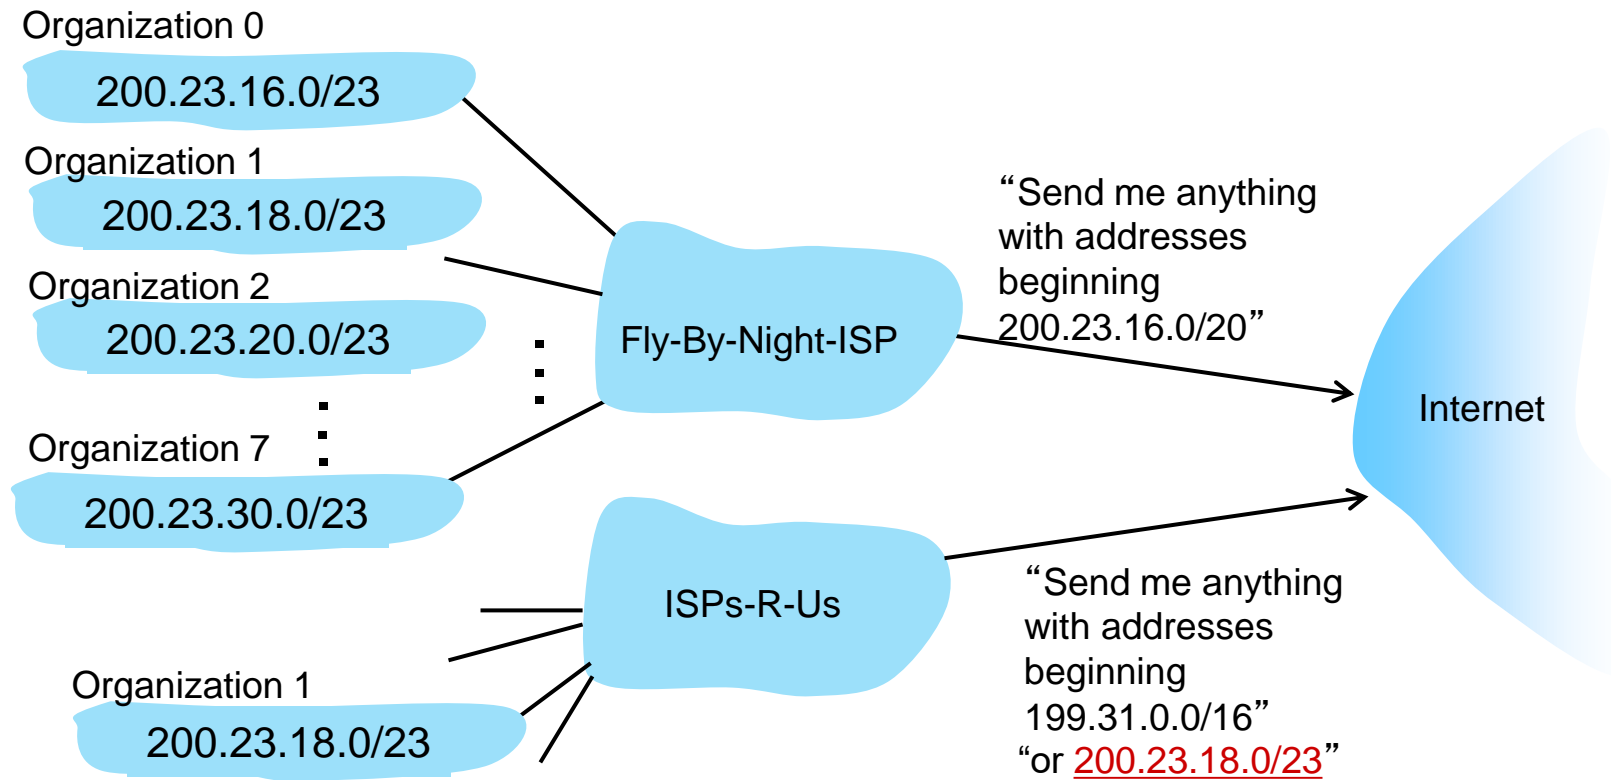 Organization 0
200.23.16.0/23
Organization 1
200.23.18.0/23
Organization 2
200.23.20.0/23
Organization 7
200.23.30.0/23
Fly-By-Night-ISP
“Send me anything
with addresses
beginning
200.23.16.0/20”
Internet
ISPs-R-Us
Organization 1
200.23.18.0/23
“Send me anything
with addresses
beginning
199.31.0.0/16”
“or 200.23.18.0/23”